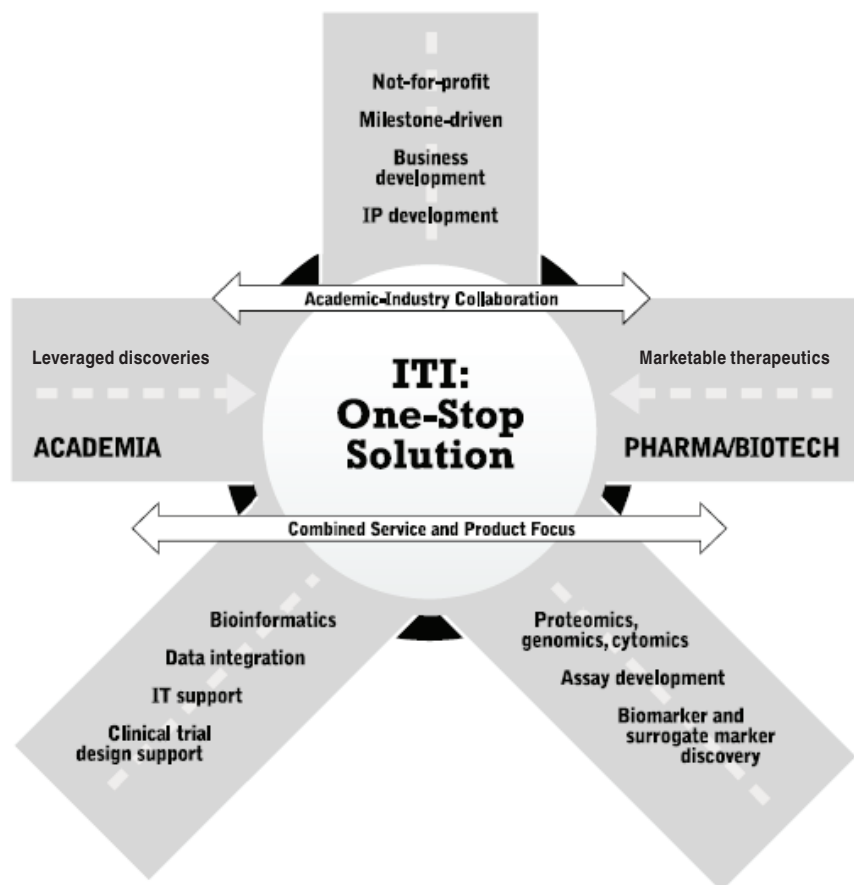 Not-for-profit
Milestone-driven
Business
development
IP development
Academic-Industry Collaboration
Leveraged discoveries
ACADEMIA
ITI:
One-Stop
Solution
Marketable therapeutics
PHARMA/BIOTECH
Combined Service and Product Focus
Bioinformatics
Data integration
IT support
Clinical trial
design support
Proteomics,
genomics, cytomics
Assay development
Biomarker and
surrogate marker
discovery